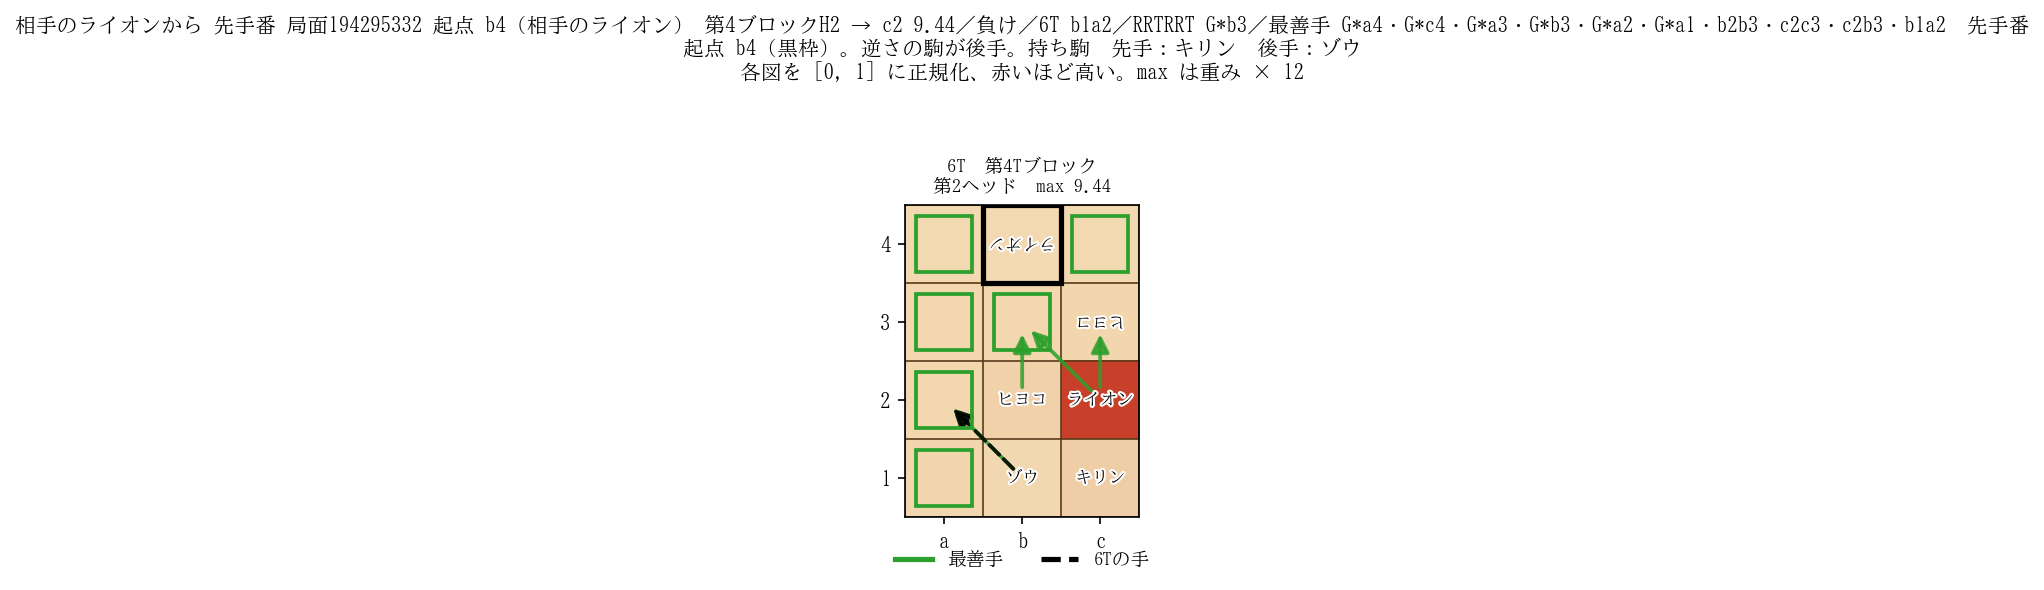 相手のライオンから 先手番 局面194295332 起点 b4（相手のライオン） 第4ブロックH2 → c2 9.44／負け／6T b1a2／RRTRRT G*b3／最善手 G*a4・G*c4・G*a3・G*b3・G*a2・G*a1・b2b3・c2c3・c2b3・b1a2　先手番
起点 b4（黒枠）。逆さの駒が後手。持ち駒　先手：キリン　後手：ゾウ
各図を [0, 1] に正規化、赤いほど高い。max は重み × 12
6T　第4Tブロック
第2ヘッド　max 9.44
4
ライオン
3
ヒヨコ
2
ヒヨコ
ライオン
1
ゾウ
キリン
a
b
c
最善手
6Tの手